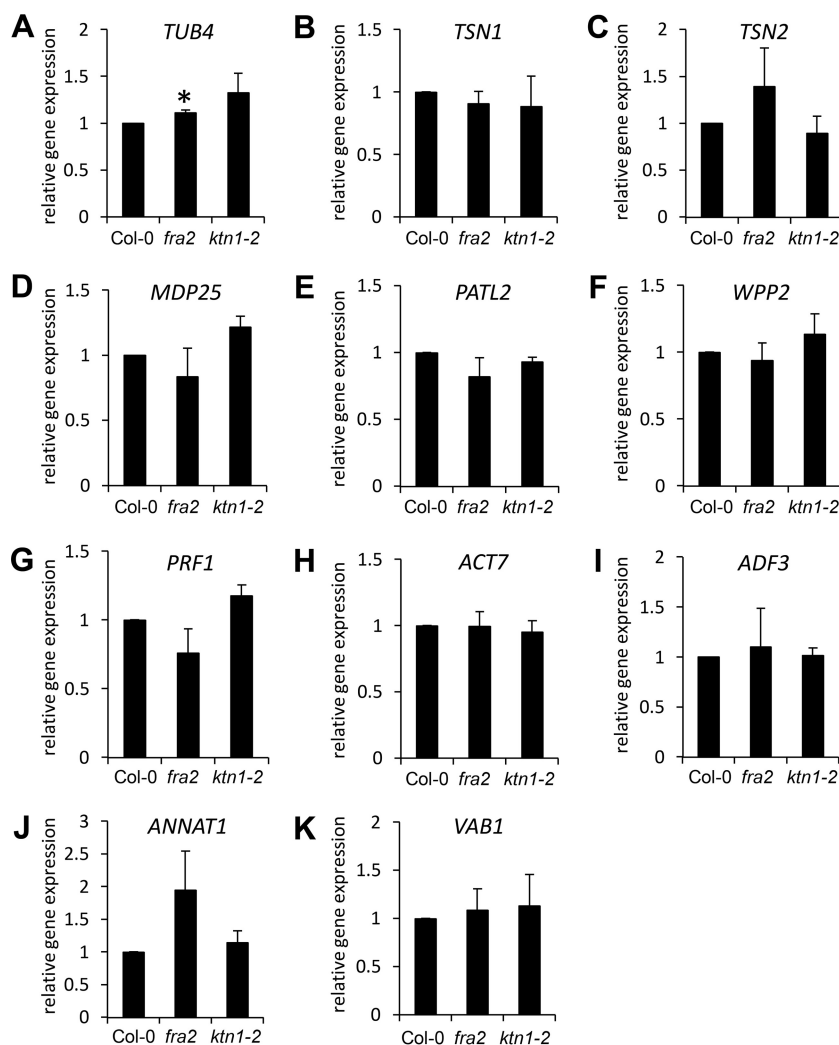 A
TUB4
relative gene expression
2
1.5
1
0.5
0
*
Col-0 fra2 ktn1-2
B
TSN1
relative gene expression
1.5
1
0.5
0
Col-0 fra2 ktn1-2
C
TSN2
relative gene expression
2
1.5
1
0.5
0
Col-0 fra2 ktn1-2
D
MDP25
relative gene expression
1.5
1
0.5
0
Col-0 fra2 ktn1-2
E
PATL2
relative gene expression
1.5
1
0.5
0
Col-0 fra2 ktn1-2
F
WPP2
relative gene expression
1.5
1
0.5
0
Col-0 fra2 ktn1-2
G
PRF1
relative gene expression
1.5
1
0.5
0
Col-0 fra2 ktn1-2
H
ACT7
relative gene expression
1.5
1
0.5
0
Col-0 fra2 ktn1-2
I
ADF3
relative gene expression
2
1.5
1
0.5
0
Col-0 fra2 ktn1-2
J
ANNAT1
relative gene expression
3
2.5
2
1.5
1
0.5
0
Col-0 fra2 ktn1-2
K
VAB1
relative gene expression
2
1.5
1
0.5
0
Col-0 fra2 ktn1-2